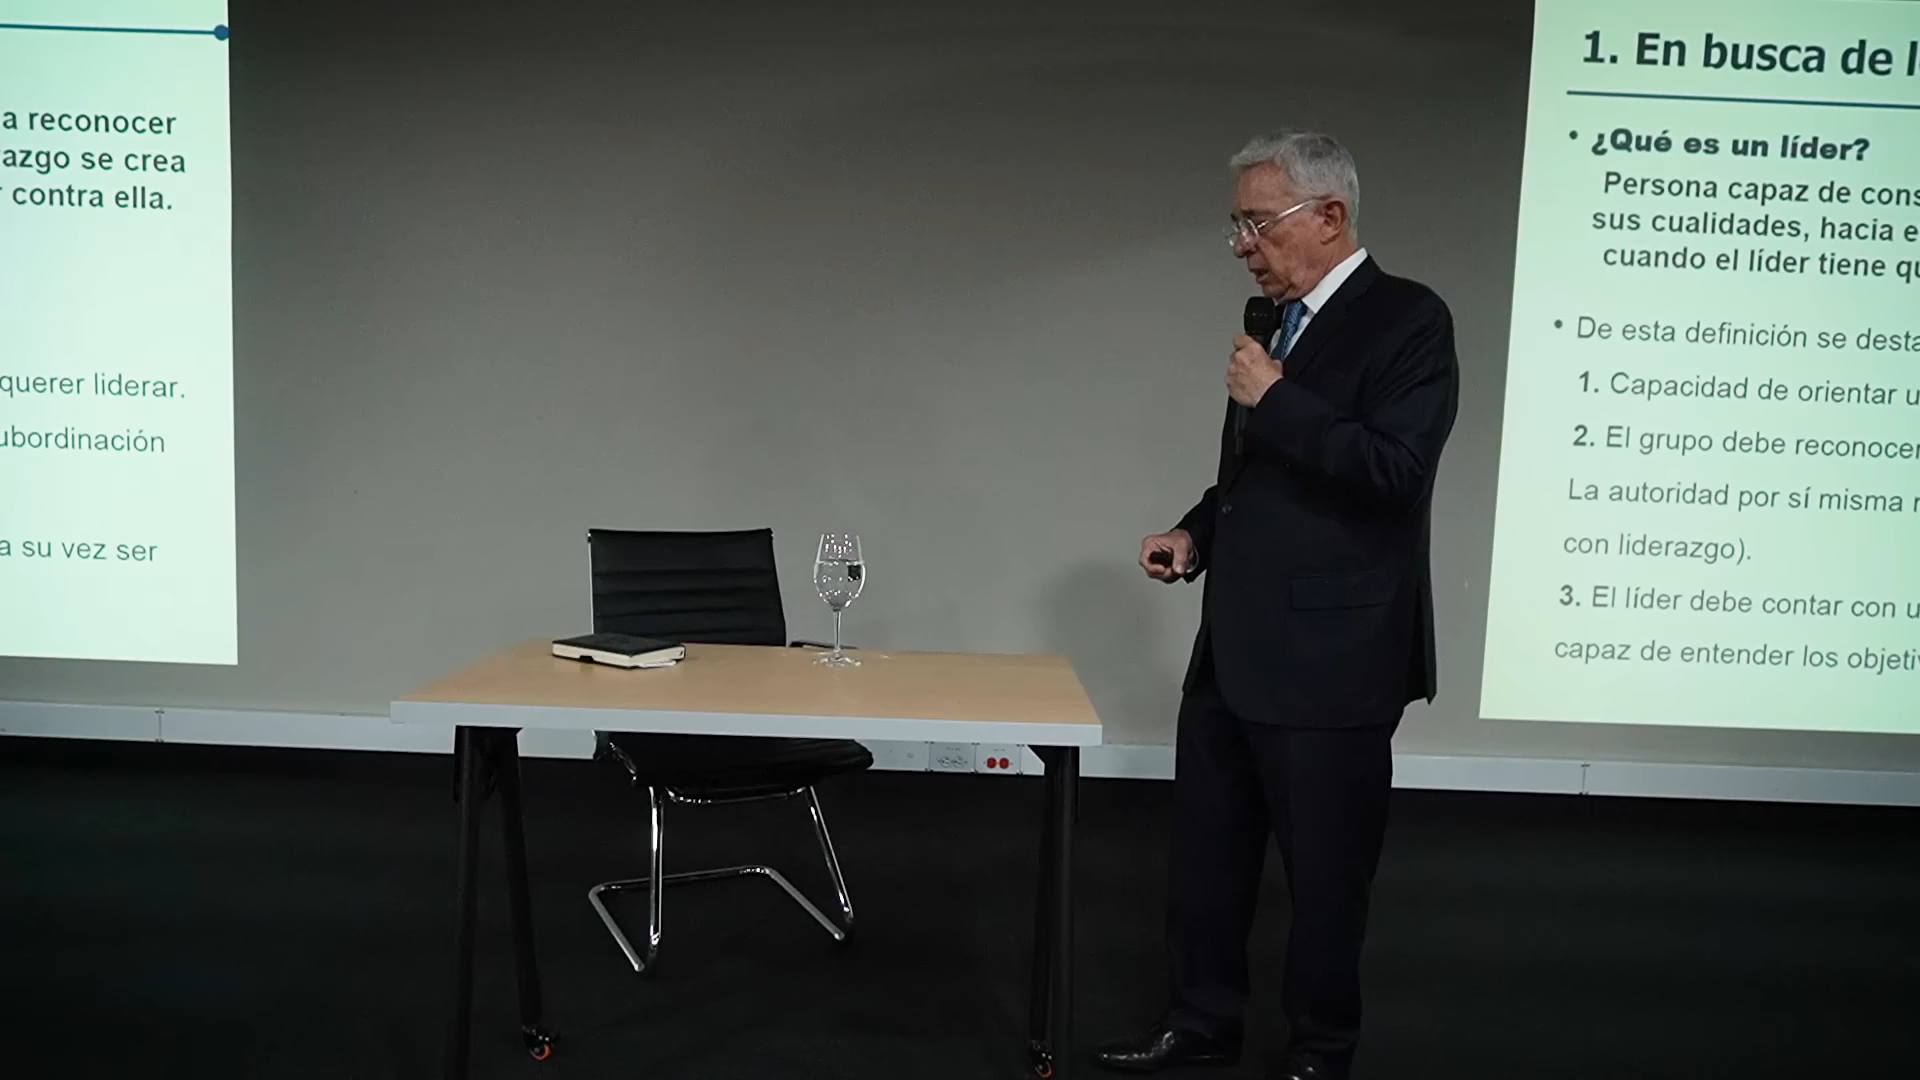 a reconocer
azgo se crea
contra ella.
querer liderar.
ubordinación
a su vez ser
1. En busca de l
• ¿Qué es un líder?
Persona capaz de cons
sus cualidades, hacia e
cuando el líder tiene qu
• De esta definición se desta
1. Capacidad de orientar u
2. El grupo debe reconocer
La autoridad por sí misma
con liderazgo).
3. El líder debe contar con u
capaz de entender los objeti